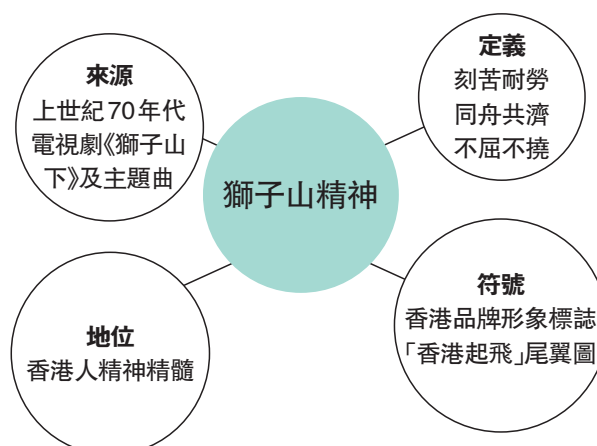 來源
上世紀70年代
電視劇《獅子山
下》及主題曲
定義
刻苦耐勞
同舟共濟
不屈不撓
獅子山精神
地位
香港人精神精髓
符號
香港品牌形象標誌
「香港起飛」尾翼圖